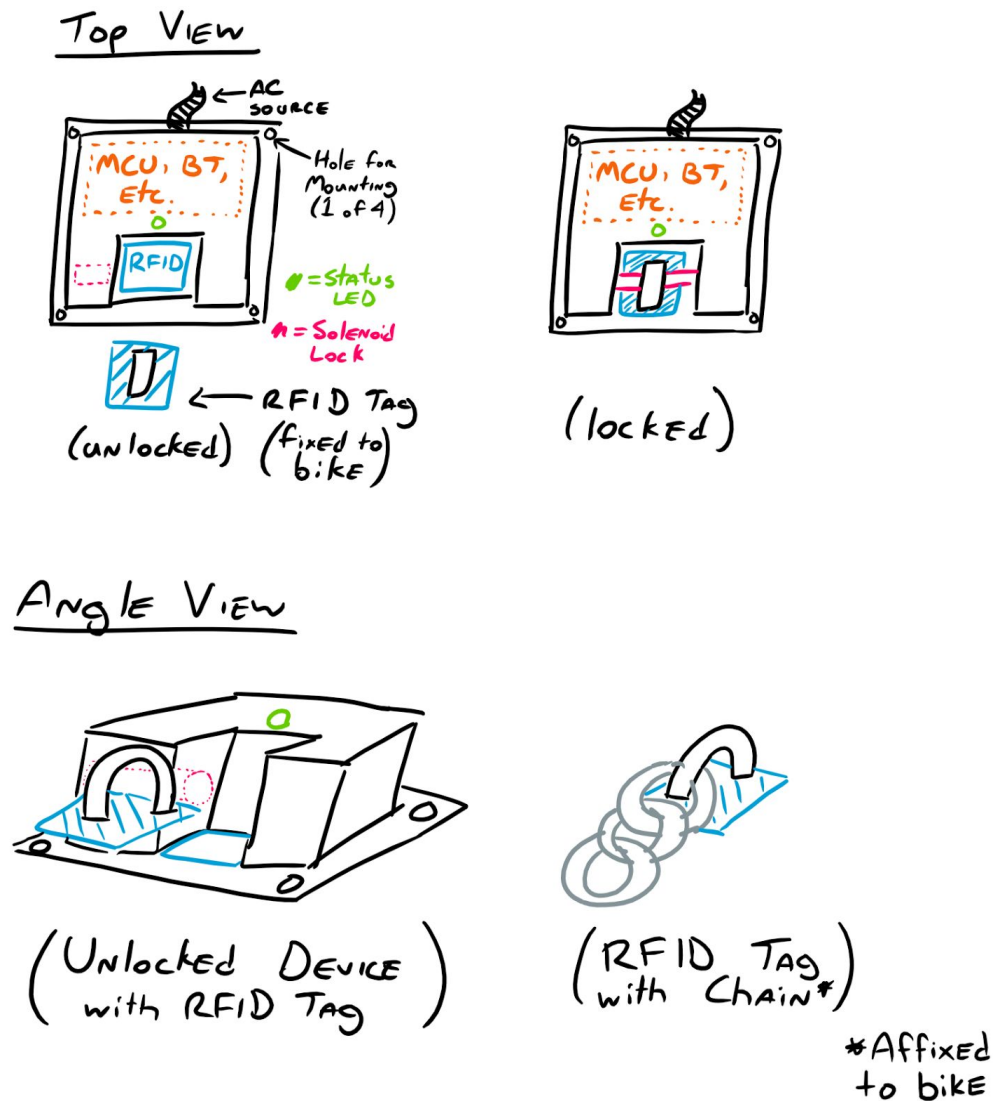 Top View
AC
Source
Hole for
Mounting
(1 of 4)
MCU, BT,
Etc.
RFID
= Status
LED
= Solenoid
Lock
RFID Tag
(fixed to
bike)
(unlocked)
MCU, BT,
Etc.
(locked)
Angle View
(Unlocked Device
with RFID Tag)
(RFID Tag
with Chain*)
*Affixed
to bike